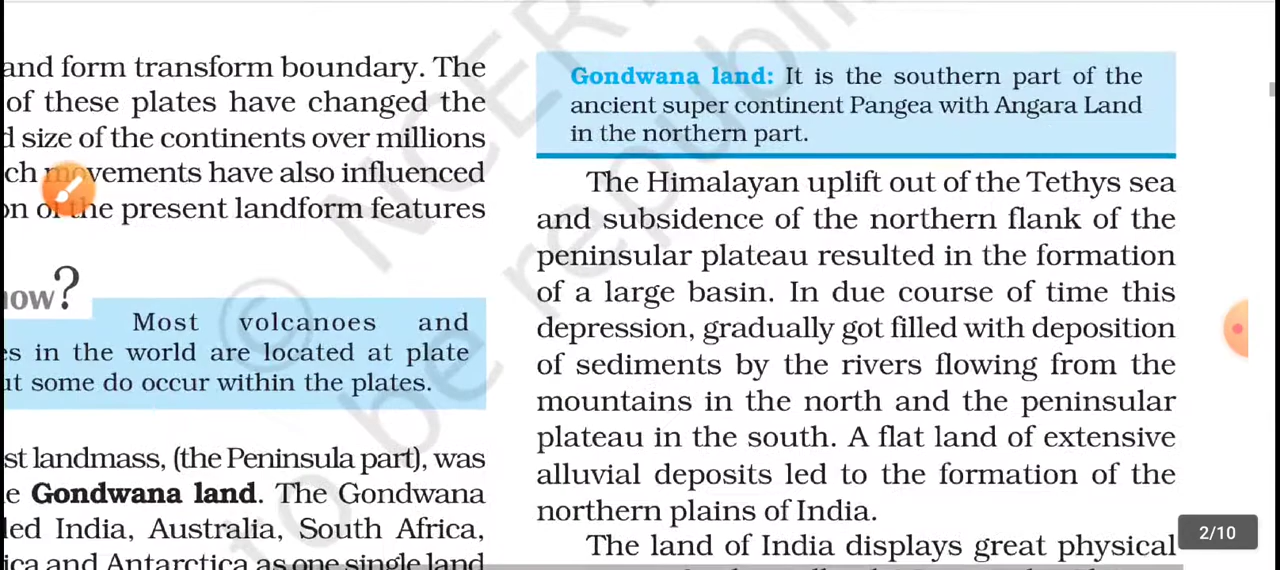 and form transform boundary. The
of these plates have changed the
size of the continents over millions
movements have also influenced
of the present landform features
?
Most volcanoes and
in the world are located at plate
some do occur within the plates.
landmass, (the Peninsula part), was
Gondwana land. The Gondwana
India, Australia, South Africa,
and Antarctica as one single land
Gondwana land: It is the southern part of the
ancient super continent Pangea with Angara Land
in the northern part.
The Himalayan uplift out of the Tethys sea
and subsidence of the northern flank of the
peninsular plateau resulted in the formation
of a large basin. In due course of time this
depression, gradually got filled with deposition
of sediments by the rivers flowing from the
mountains in the north and the peninsular
plateau in the south. A flat land of extensive
alluvial deposits led to the formation of the
northern plains of India.
The land of India displays great physical
2/10